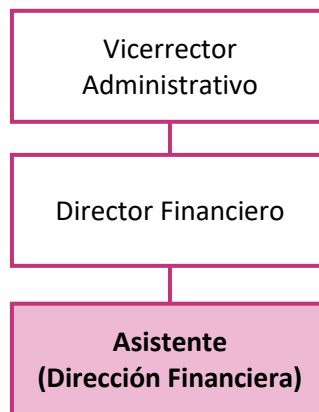 Vicerrector
Administrativo
Director Financiero
Asistente
(Dirección Financiera)